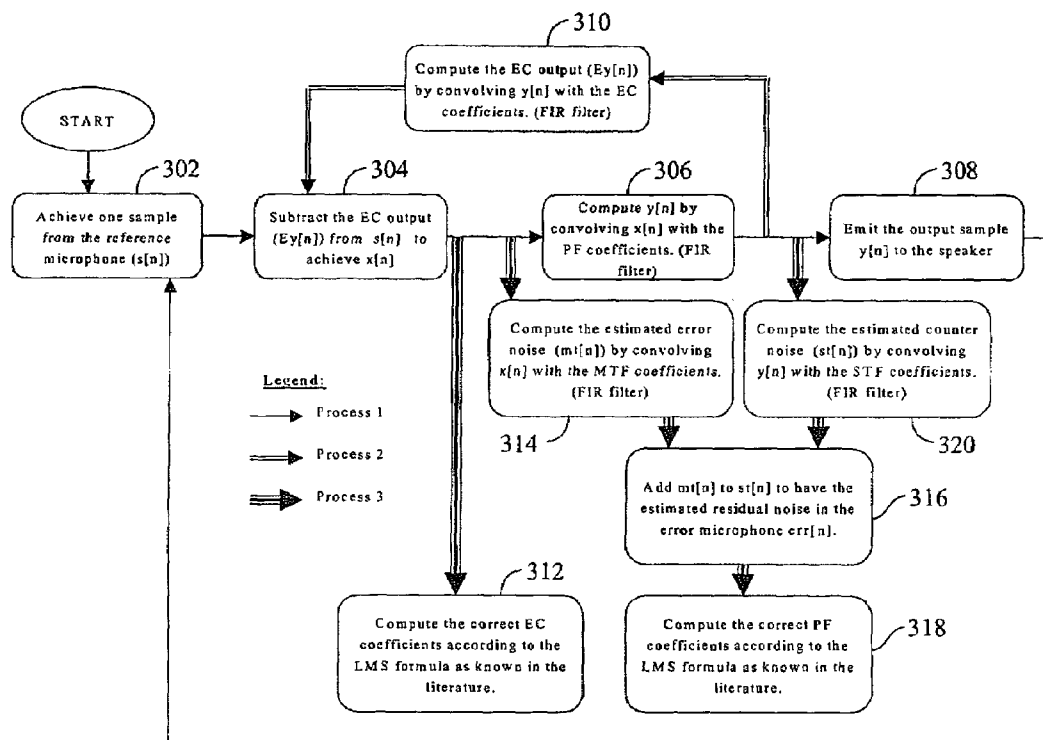 310
Compute the EC output (Ey[n])
by convolving y[n] with the EC
coefficients. (FIR filter)
START
302
Achieve one sample
from the reference
microphone (s[n])
304
Subtract the EC output
(Ey[n]) from s[n] to
achieve x[n]
306
Compute y[n] by
convolving x[n] with the
PF coefficients. (FIR
filter)
308
Emit the output sample
y[n] to the speaker
Compute the estimated error
noise (mt[n]) by convolving
x[n] with the MTF coefficients.
(FIR filter)
314
Compute the estimated counter
noise (st[n]) by convolving
y[n] with the STF coefficients.
(FIR filter)
320
Legend:
Process 1
Process 2
Process 3
Add mt[n] to st[n] to have the
estimated residual noise in the
error microphone err[n].
316
312
Compute the correct EC
coefficients according to the
LMS formula as known in the
literature.
Compute the correct PF
coefficients according to the
LMS formula as known in the
literature.
318